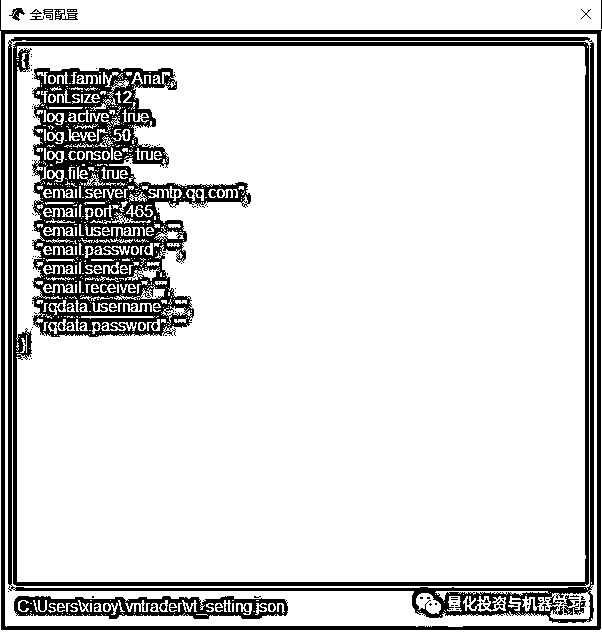 全局配置
{
"font.family": "Arial",
"font.size": 12,
"log.active": true,
"log.level": 50,
"log.console": true,
"log.file": true,
"email.server": "smtp.qq.com",
"email.port": 465,
"email.username": "",
"email.password": "",
"email.sender": "",
"email.receiver": "",
"rqdata.username": "",
"rqdata.password": ""
}
C:\Users\xiaoy\.vntrader\vt_setting.json
量化投资与机器学习